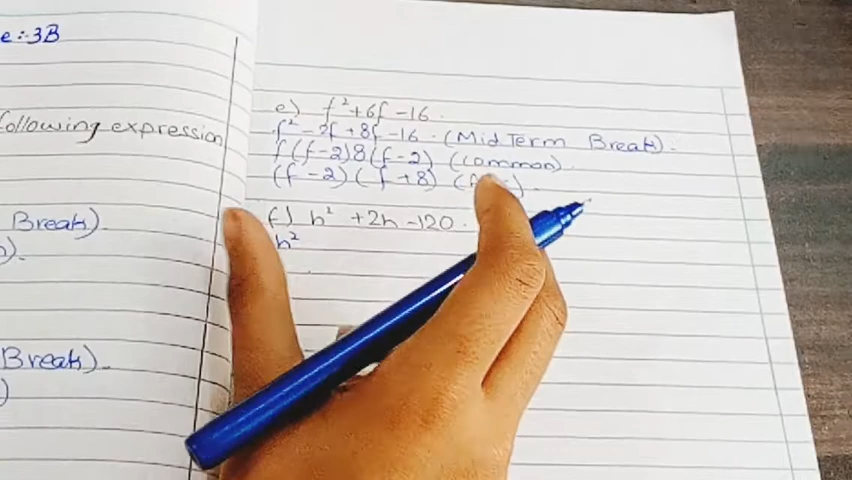 e:-3B
following expression
Break).
).
Break).
)
e) f²+6f-16.
f²-2f+8f-16. (Mid Term Break).
f(f-2)8(f-2) (common).
(f-2)(f+8)
f) h²+2h-120.
h²